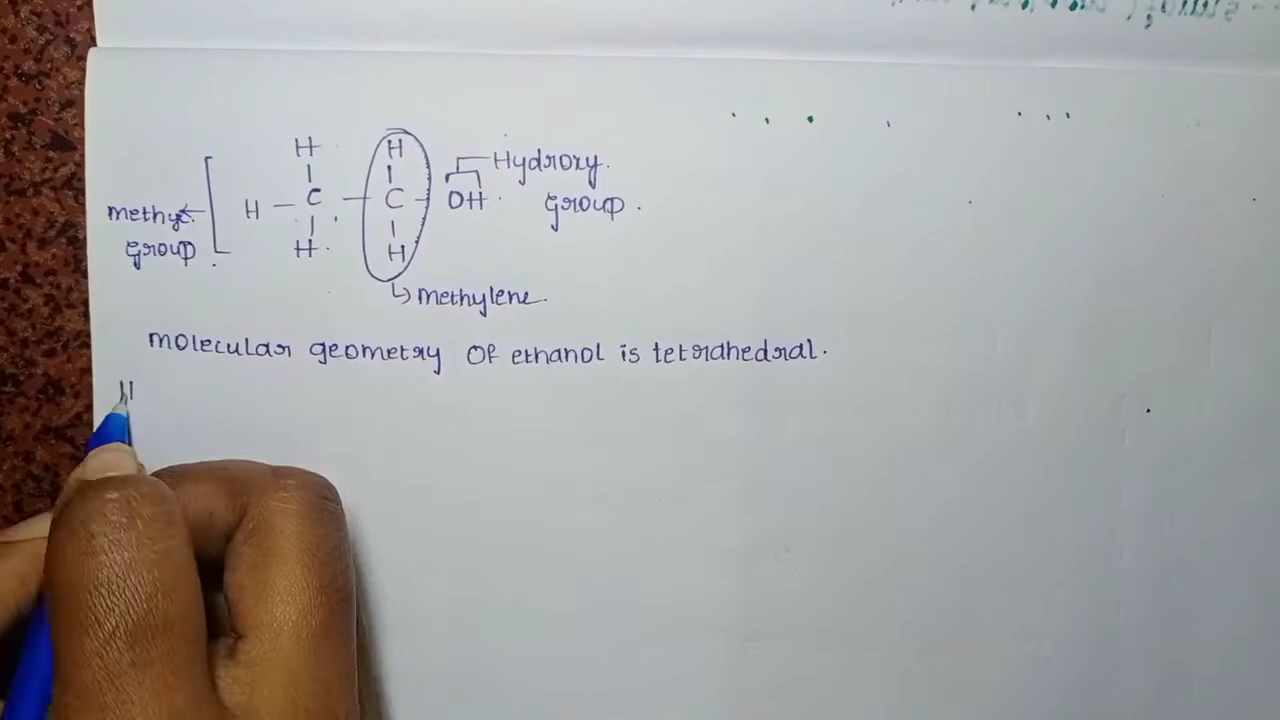 H H
Hydroxy.
H - C - C - OH.
Group.
methyl
Group
H. H
↳ methylene.
molecular geometry of ethanol is tetrahedral.